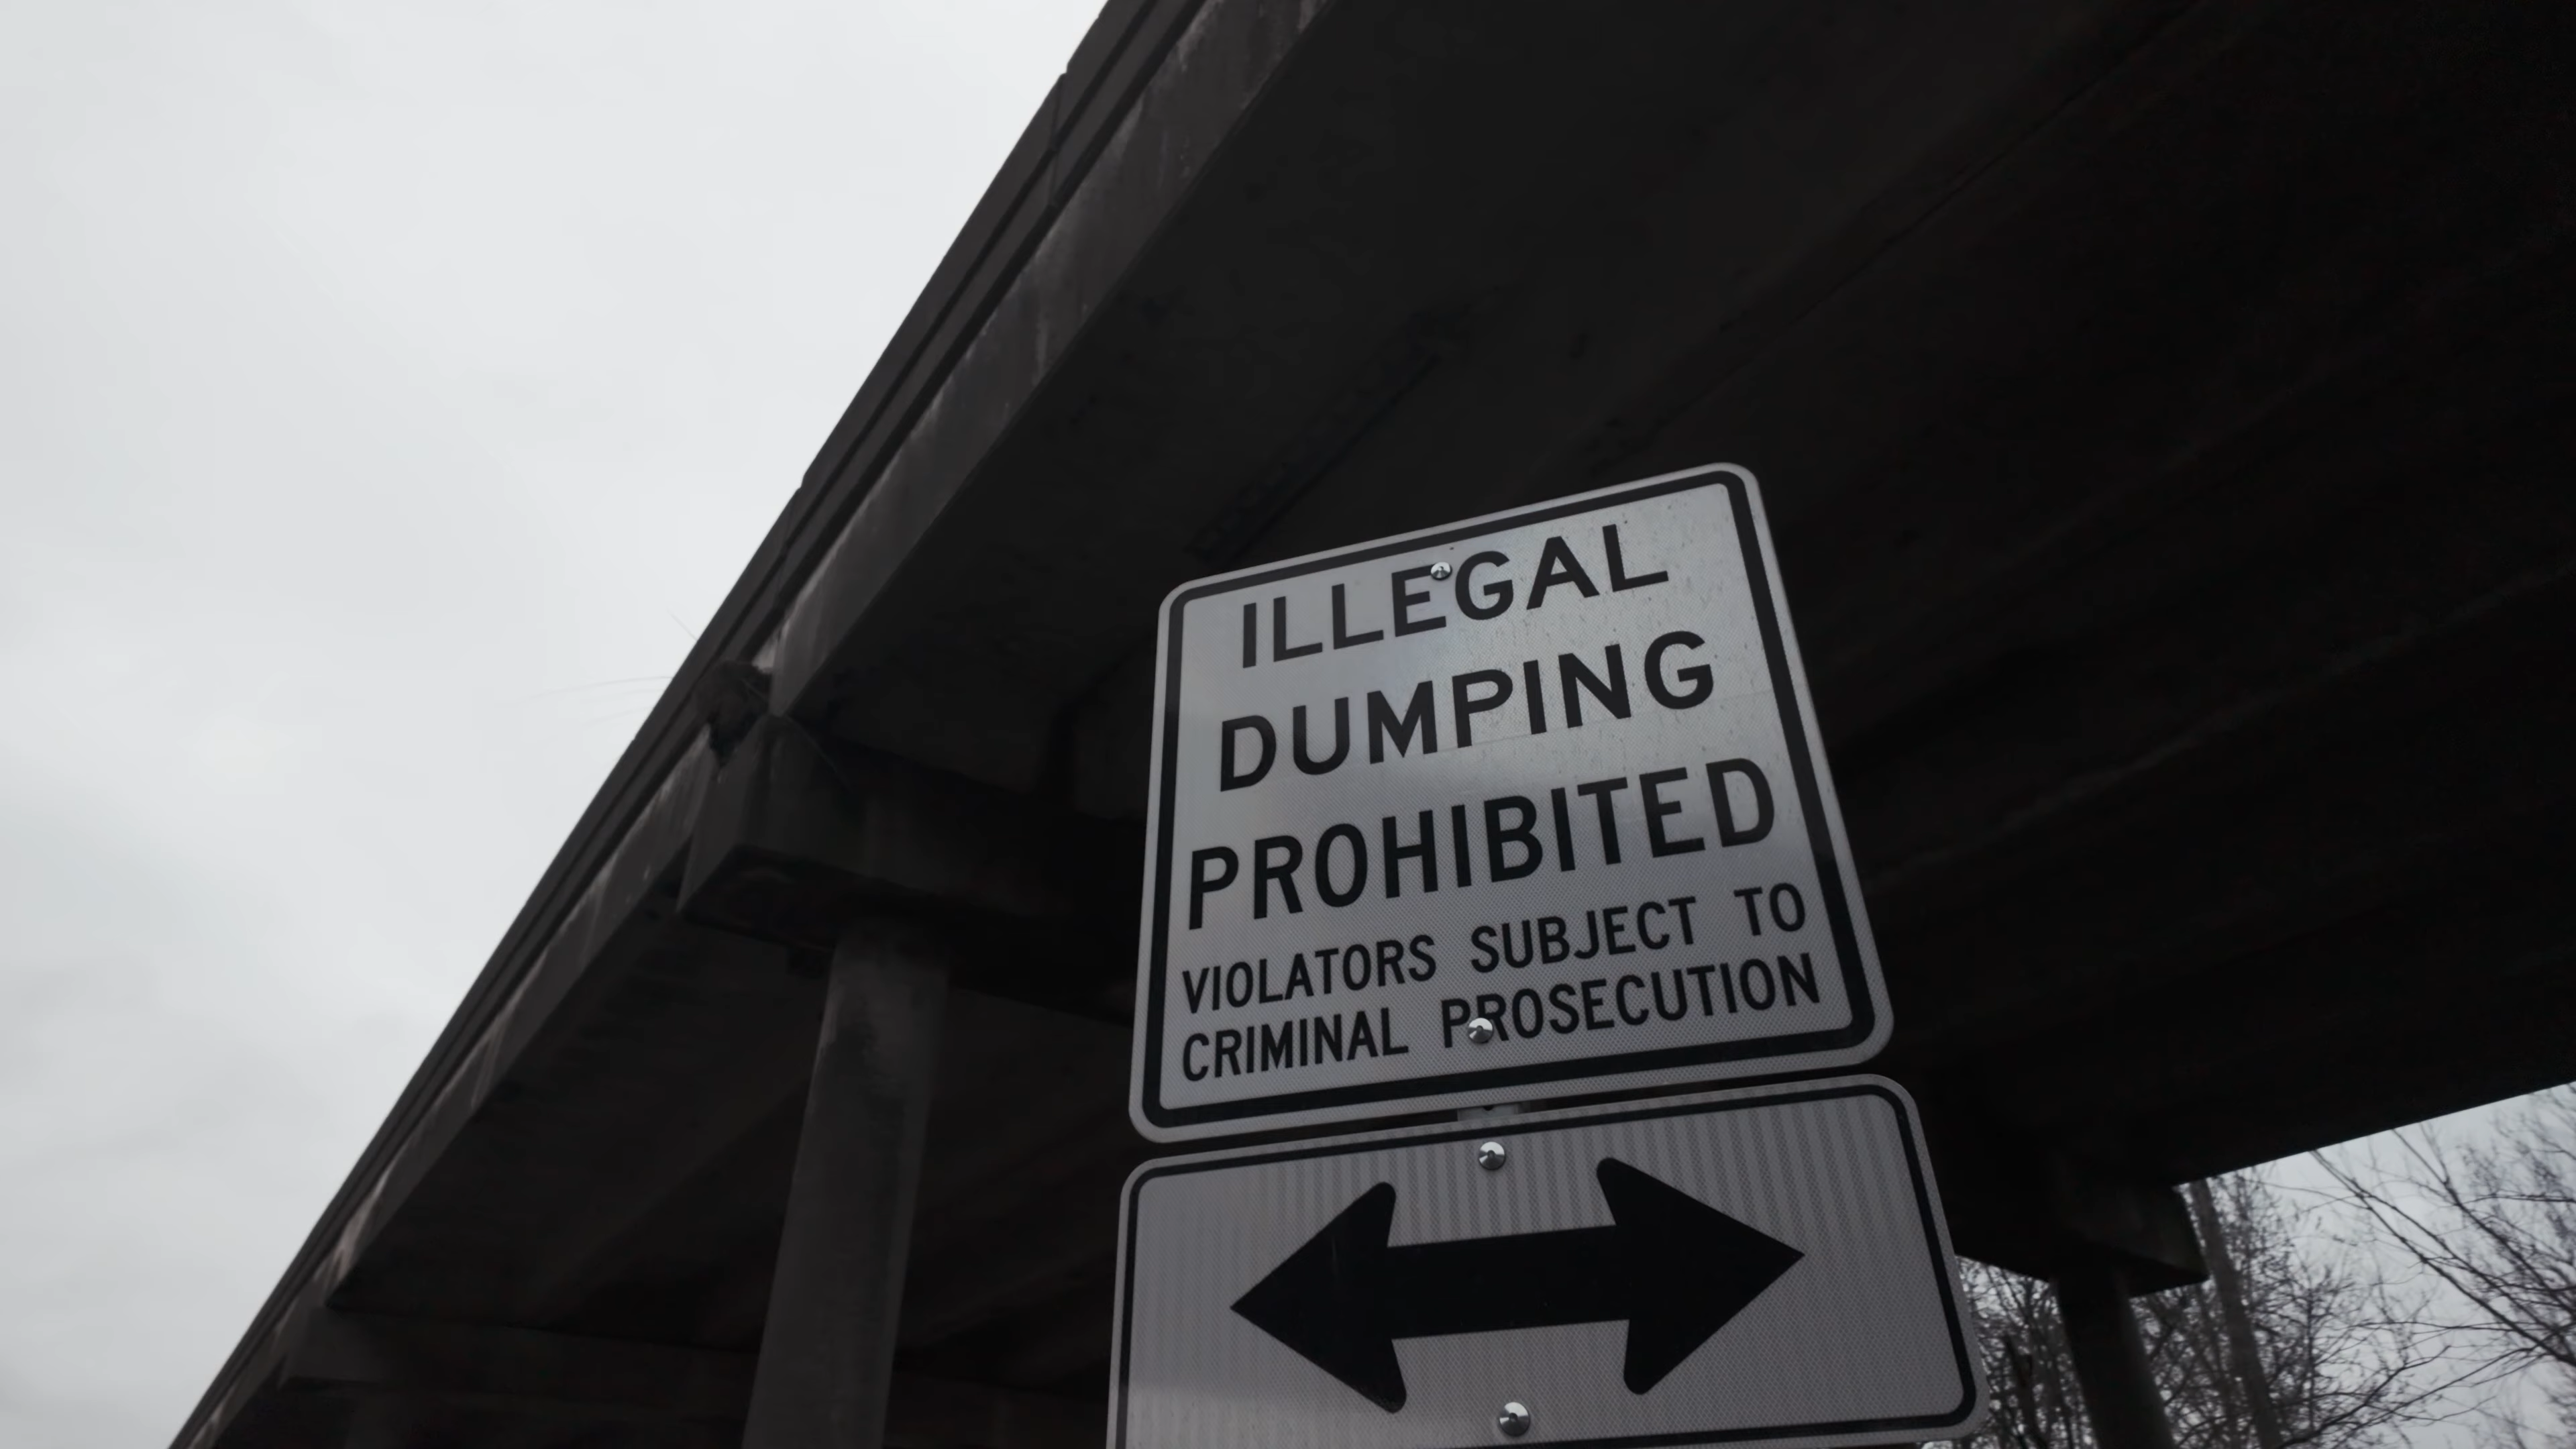 ILLEGAL
DUMPING
PROHIBITED
VIOLATORS SUBJECT TO
CRIMINAL PROSECUTION